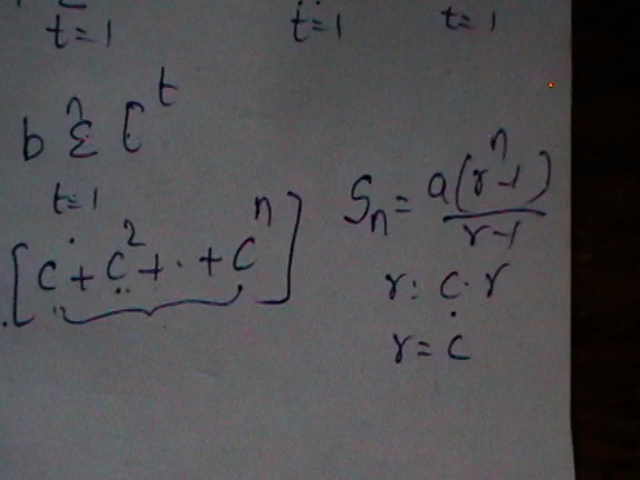 t=1 t=1 t=1
b Σ C^t
n
t=1
[c + c^2 + · + c^n]
S_n = a(r^n-1)/r-1
r: c·r
r = c